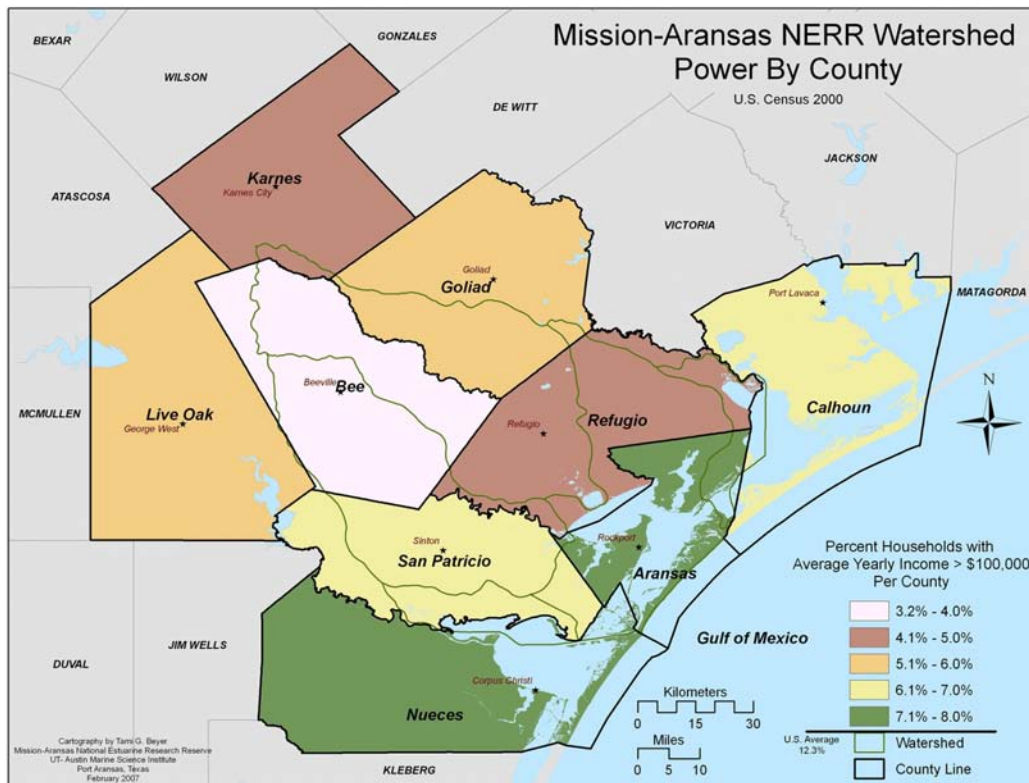 Mission-Aransas NERR Watershed
Power By County
U.S. Census 2000
BEXAR
GONZALES
WILSON
DE WITT
JACKSON
ATASCOSA
Karnes
Karnes City
VICTORIA
Goliad
Goliad
Port Lavaca
MATAGORDA
MCMULLEN
Live Oak
George West
Beeville
Bee
Refugio
Refugio
Calhoun
N
Sinton
San Patricio
Rockport
Aransas
Percent Households with
Average Yearly Income > $100,000
Per County
3.2% - 4.0%
4.1% - 5.0%
5.1% - 6.0%
6.1% - 7.0%
7.1% - 8.0%
U.S. Average
12.3%
Watershed
County Line
Gulf of Mexico
DUVAL
JIM WELLS
Corpus Christi
Nueces
KLEBERG
Kilometers
0 15 30
Miles
0 5 10
Cartography by Tami G. Beyer
Mission-Aransas National Estuarine Research Reserve
UT- Austin Marine Science Institute
Port Aransas, Texas
February 2007